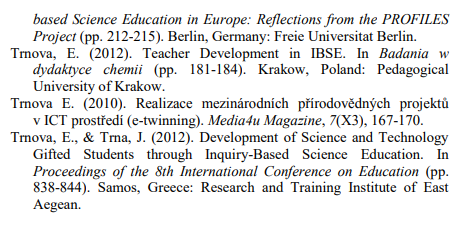 based Science Education in Europe: Reflections from the PROFILES
Project (pp. 212-215). Berlin, Germany: Freie Universitat Berlin.
Trnova, E. (2012). Teacher Development in IBSE. In Badania w
dydaktyce chemii (pp. 181-184). Krakow, Poland: Pedagogical
University of Krakow.
Trnova E. (2010). Realizace mezinárodních přírodovědných projektů
v ICT prostředí (e-twinning). Media4u Magazine, 7(X3), 167-170.
Trnova, E., & Trna, J. (2012). Development of Science and Technology
Gifted Students through Inquiry-Based Science Education. In
Proceedings of the 8th International Conference on Education (pp.
838-844). Samos, Greece: Research and Training Institute of East
Aegean.